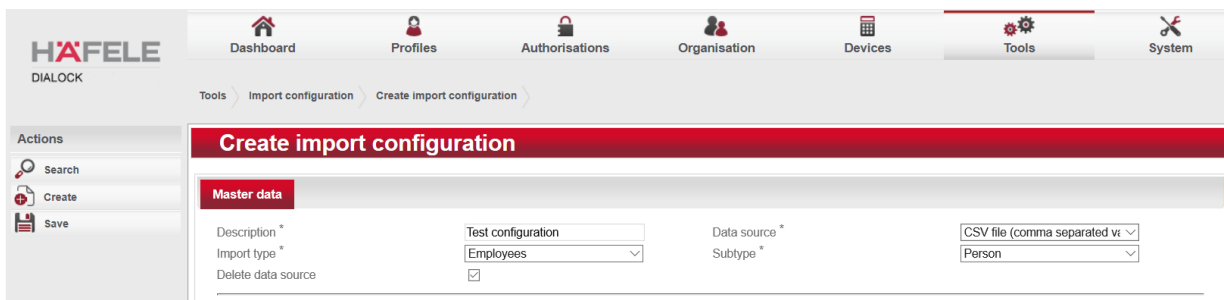 HÄFELE
DIALOCK
Dashboard Profiles Authorisations Organisation Devices Tools System
Tools Import configuration Create import configuration
Actions
Search
Create
Save
Create import configuration
Master data
Description * Test configuration Data source * CSV file (comma separated va
Import type * Employees Subtype * Person
Delete data source